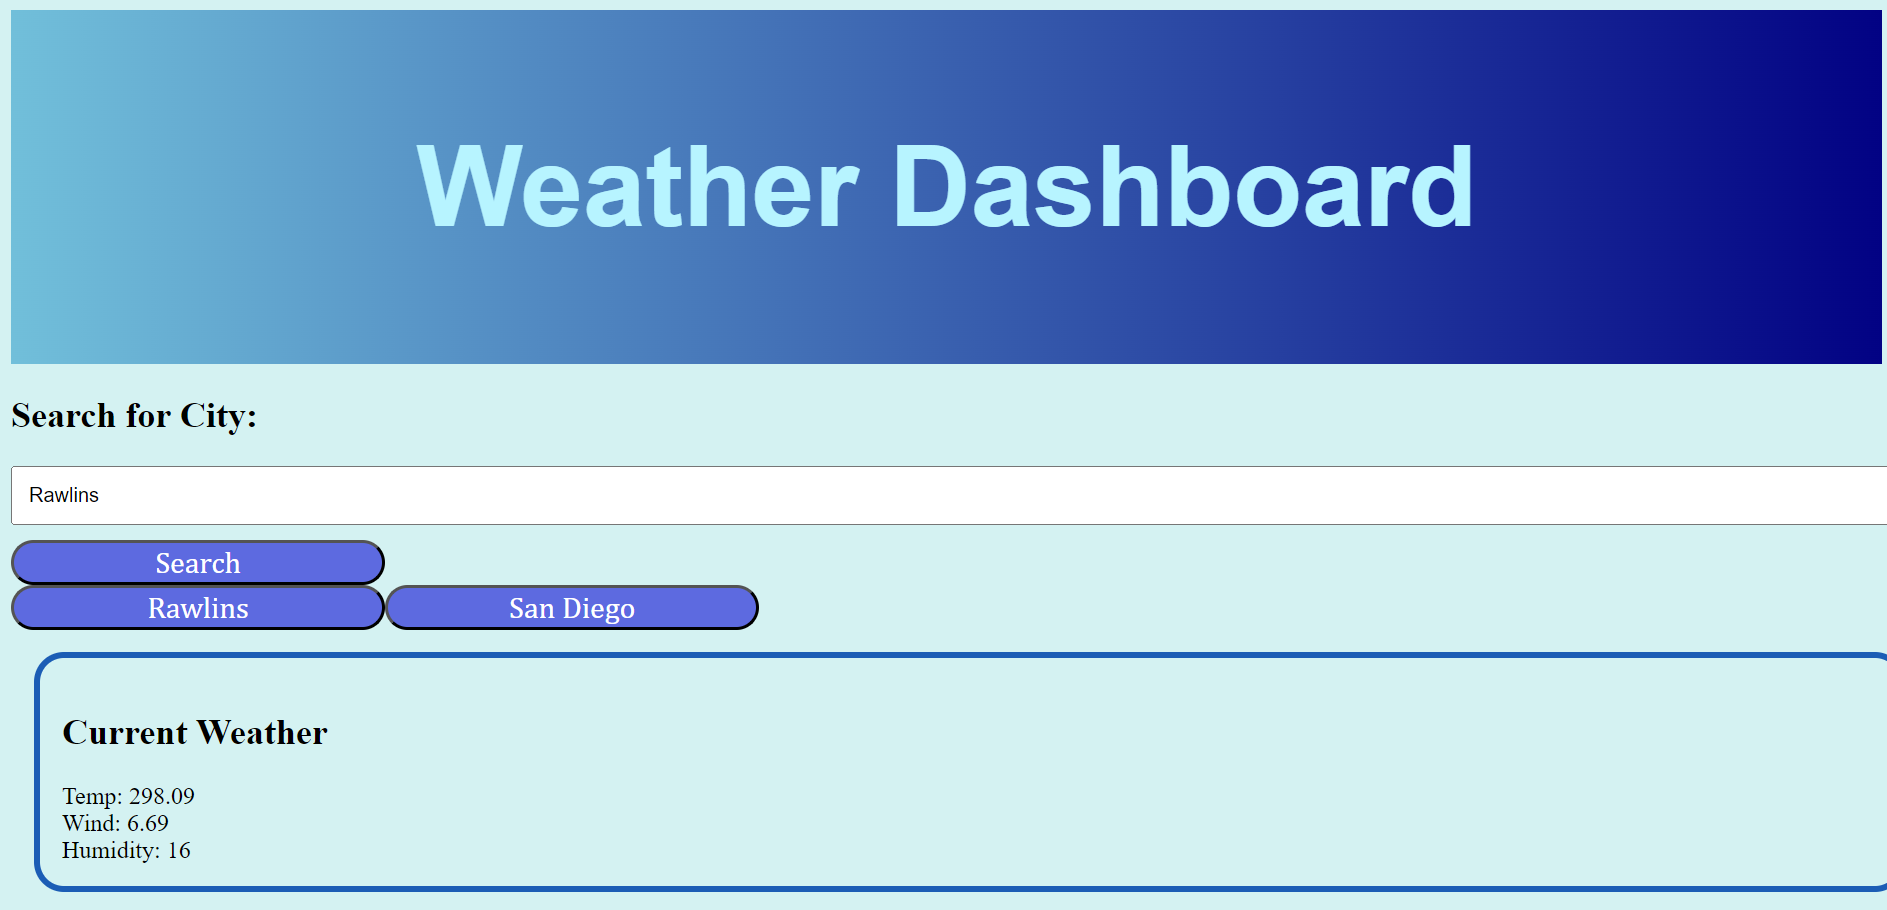 Weather Dashboard
Search for City:
Rawlins
Search
Rawlins San Diego
Current Weather
Temp: 298.09
Wind: 6.69
Humidity: 16